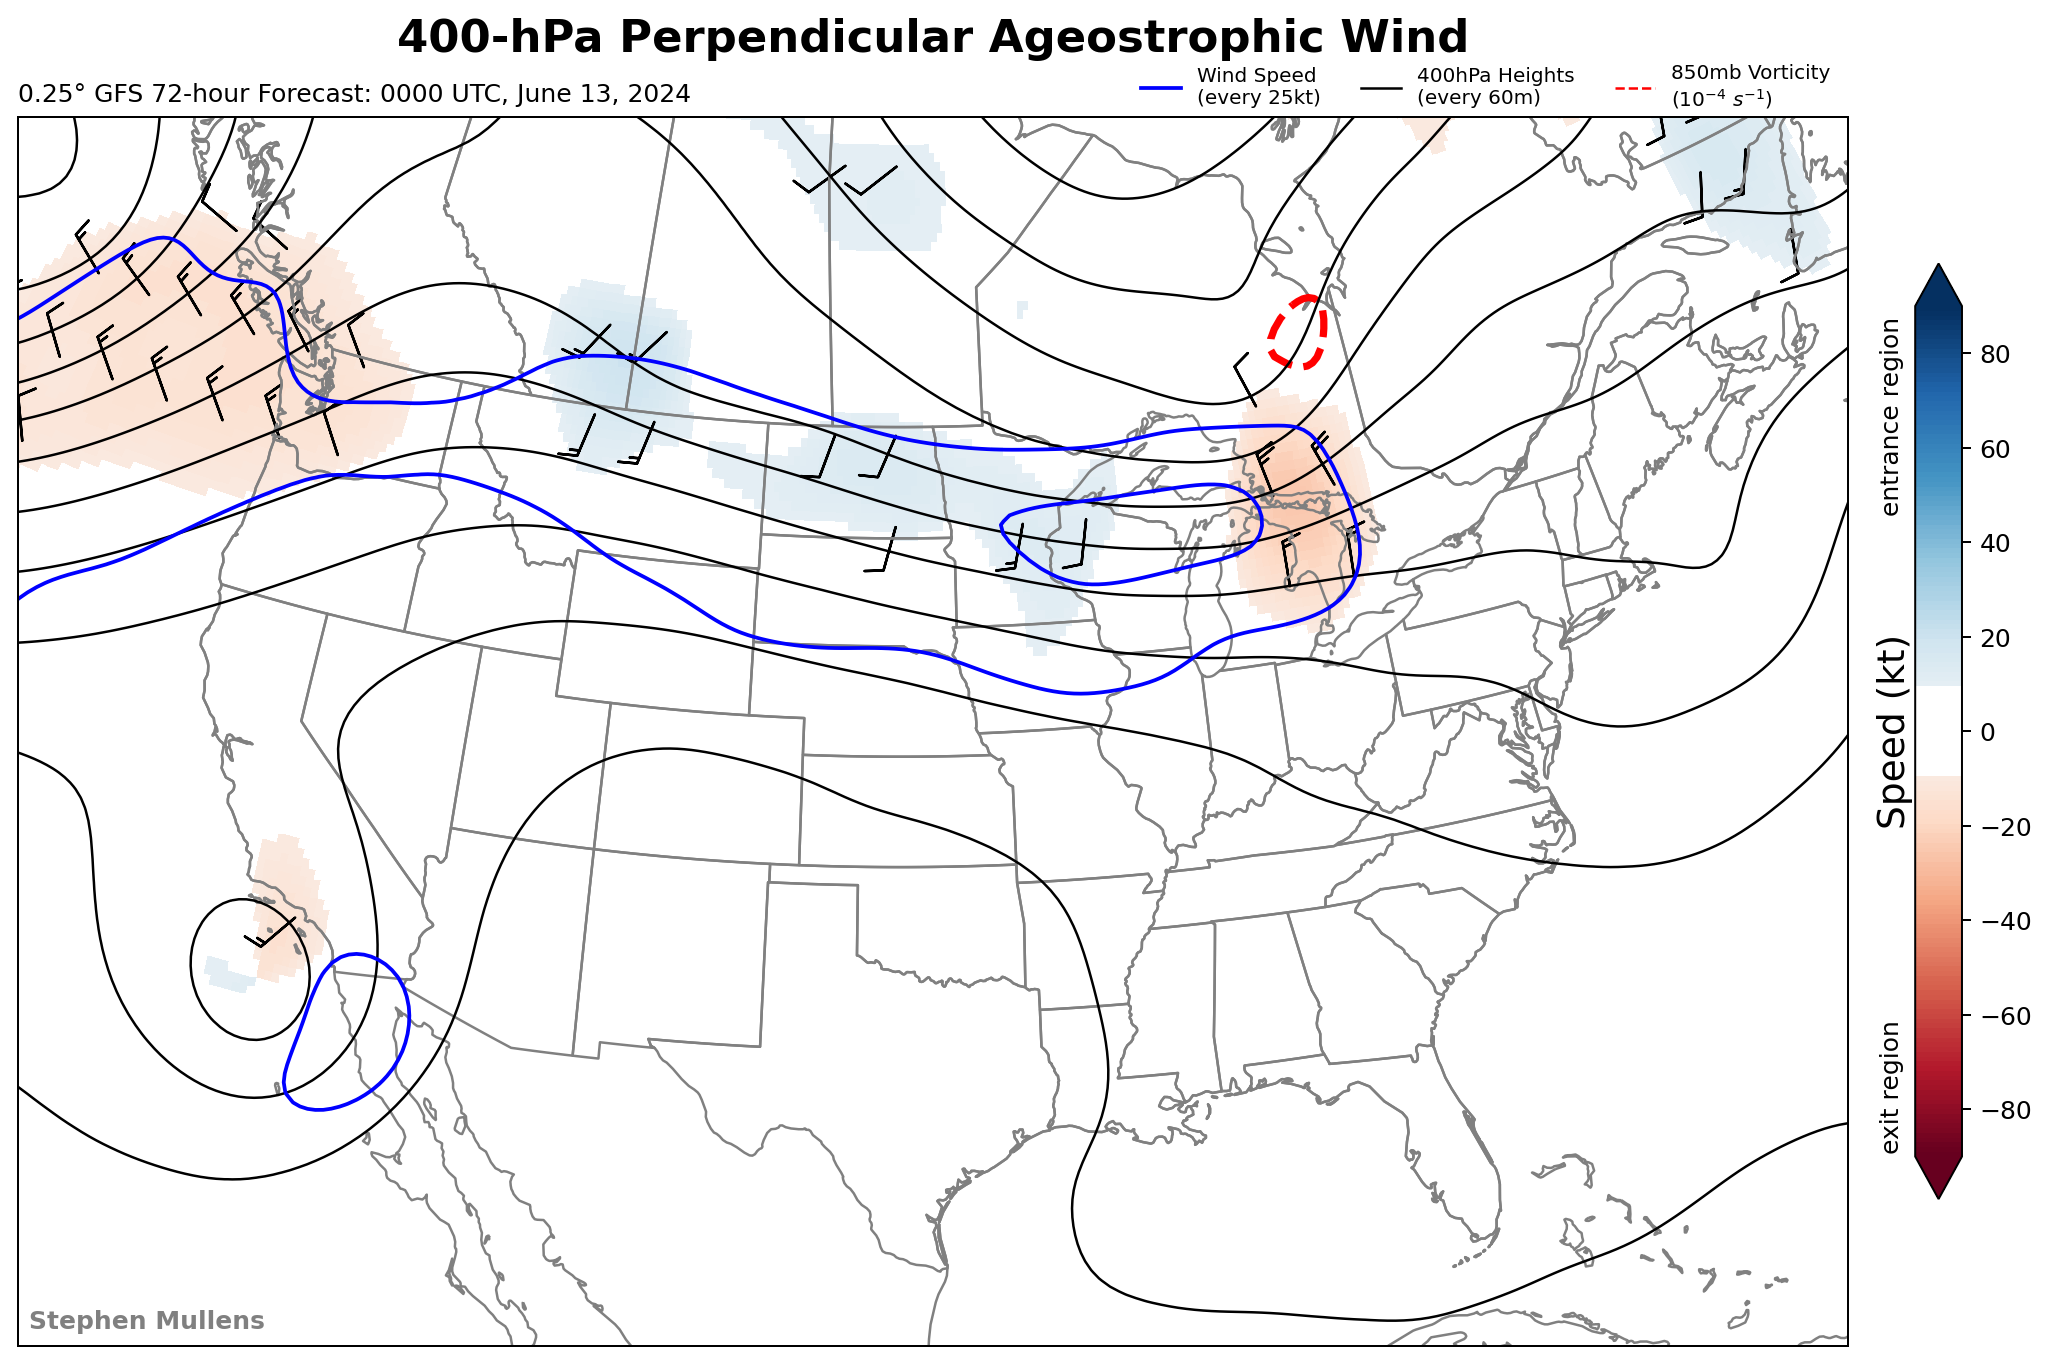 400-hPa Perpendicular Ageostrophic Wind
0.25° GFS 72-hour Forecast: 0000 UTC, June 13, 2024
Wind Speed
(every 25kt)
400hPa Heights
(every 60m)
850mb Vorticity
(10⁻⁴ s⁻¹)
entrance region
Speed (kt)
exit region
80
60
40
20
0
−20
−40
−60
−80
Stephen Mullens